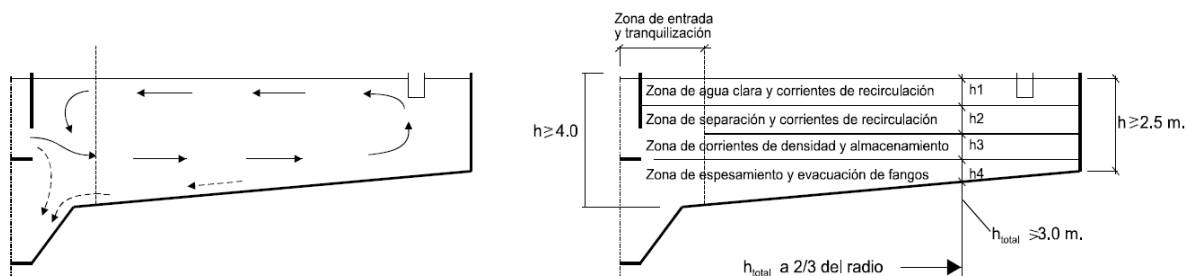 Zona de entrada
y tranquilización
Zona de agua clara y corrientes de recirculación
h1
Zona de separación y corrientes de recirculación
h2
h≥4.0
h≥2.5 m.
Zona de corrientes de densidad y almacenamiento
h3
Zona de espesamiento y evacuación de fangos
h4
htotal ≥3.0 m.
htotal a 2/3 del radio